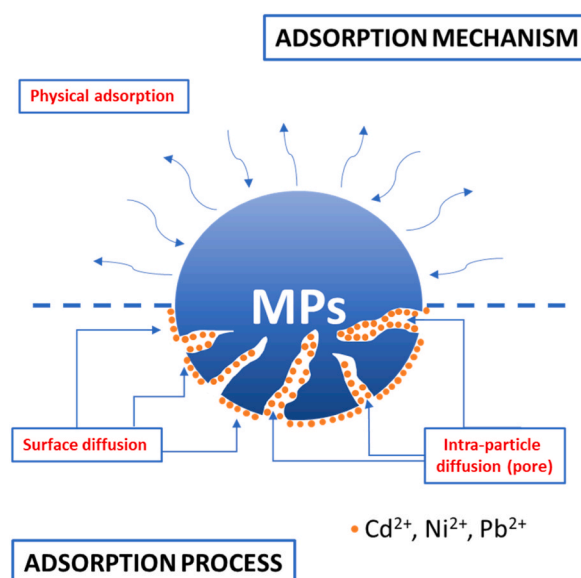 ADSORPTION MECHANISM
Physical adsorption
MPs
Surface diffusion
Intra-particle
diffusion (pore)
• Cd²⁺, Ni²⁺, Pb²⁺
ADSORPTION PROCESS